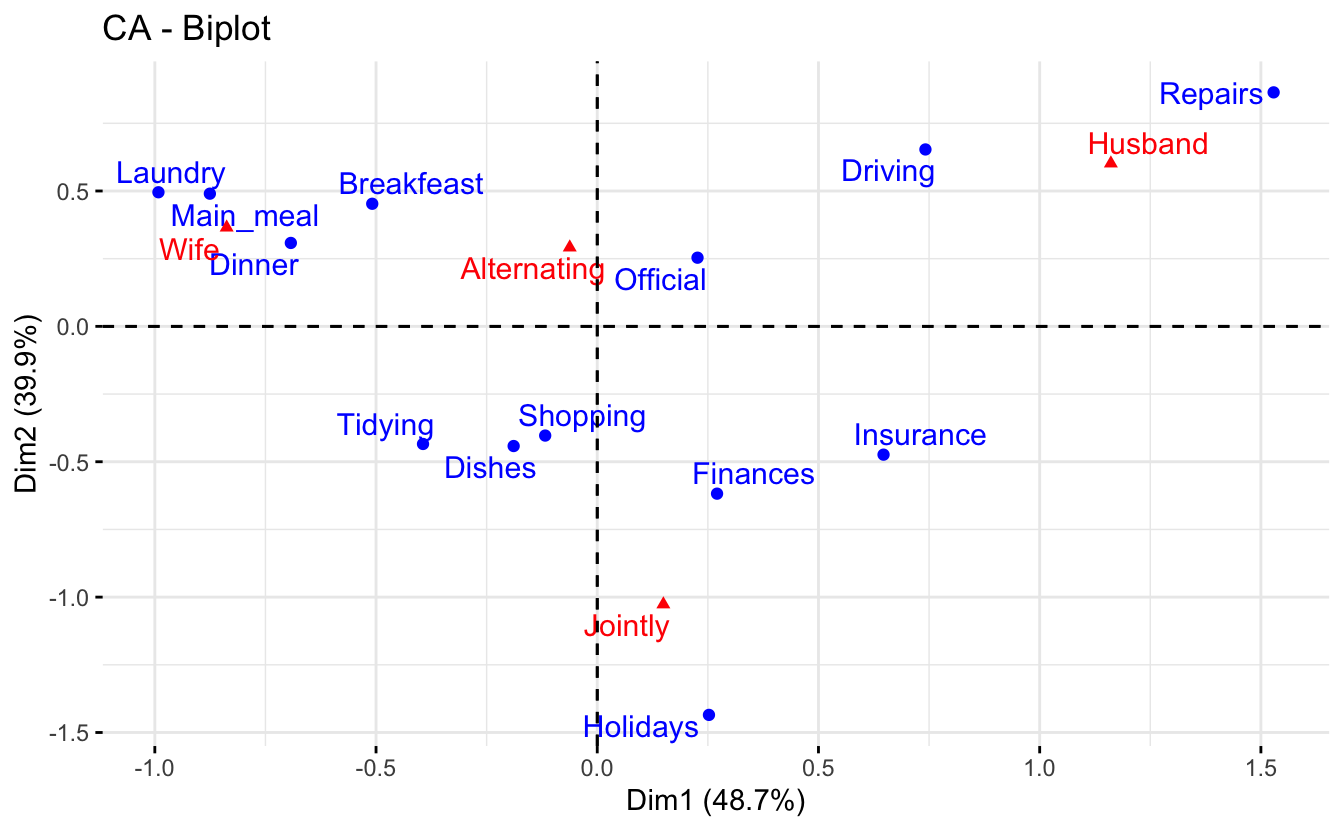 CA - Biplot
Repairs
Husband
Driving
Laundry
Breakfeast
Main_meal
Wife
Dinner
Alternating
Official
Shopping
Tidying
Dishes
Insurance
Finances
Jointly
Holidays
0.5
0.0
-0.5
-1.0
-1.5
Dim2 (39.9%)
-1.0
-0.5
0.0
0.5
1.0
1.5
Dim1 (48.7%)